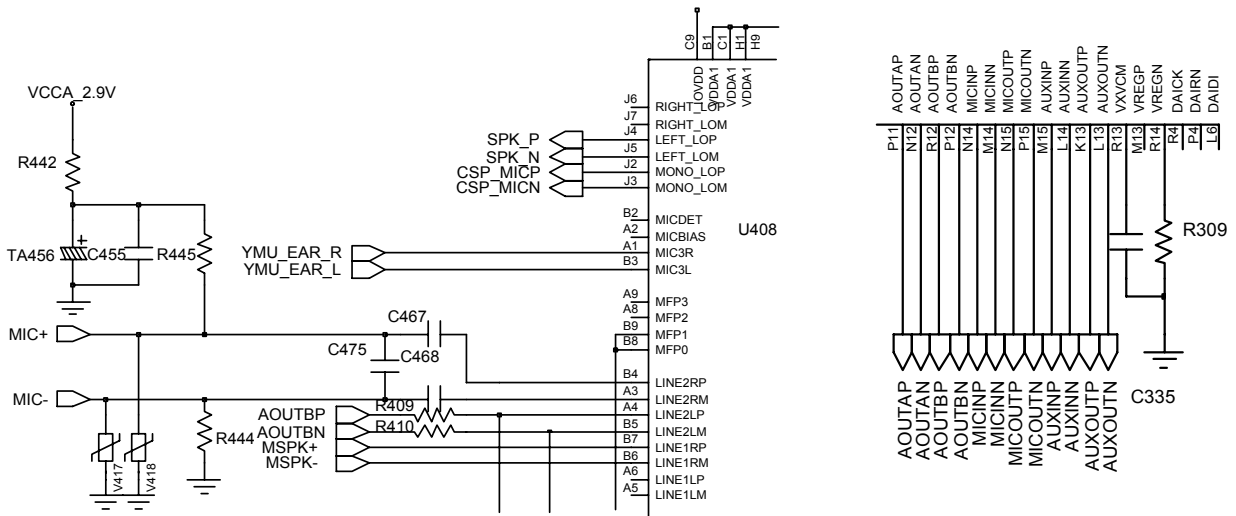 C9
B1
C1
H1
H9
IOVDD
VDDA1
VDDA1
VDDA1
VCCA_2.9V
R442
TA456
+
C455
R445
MIC+
MIC-
V417
V418
R444
C475
C467
C468
SPK_P
SPK_N
CSP_MICP
CSP_MICN
YMU_EAR_R
YMU_EAR_L
AOUTBP
AOUTBN
MSPK+
MSPK-
R409
R410
J6 RIGHT_LOP
J7 RIGHT_LOM
J4 LEFT_LOP
J5 LEFT_LOM
J2 MONO_LOP
J3 MONO_LOM
B2 MICDET
A2 MICBIAS
A1 MIC3R
B3 MIC3L
A9 MFP3
A8 MFP2
B9 MFP1
B8 MFP0
B4 LINE2RP
A3 LINE2RM
A4 LINE2LP
B5 LINE2LM
B7 LINE1RP
B6 LINE1RM
A6 LINE1LP
A5 LINE1LM
U408
AOUTAP
AOUTAN
AOUTBP
AOUTBN
MICINP
MICINN
MICOUTP
MICOUTN
AUXINP
AUXINN
AUXOUTP
AUXOUTN
VXVCM
VREGP
VREGN
DAICK
DAIRN
DAIDI
P11
N12
R12
P12
N14
M14
N15
P15
M15
L14
K13
L13
R13
M13
R14
R4
P4
L6
R309
C335
AOUTAP
AOUTAN
AOUTBP
AOUTBN
MICINP
MICINN
MICOUTP
MICOUTN
AUXINP
AUXINN
AUXOUTP
AUXOUTN